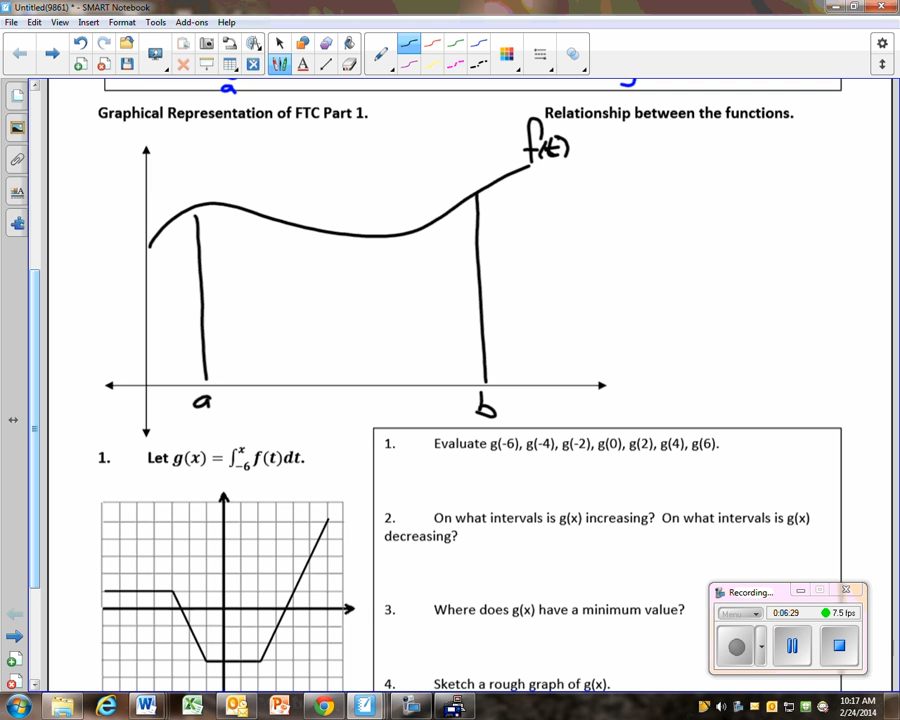 Untitled(9861) * - SMART Notebook
File Edit View Insert Format Tools Add-ons Help
a
Graphical Representation of FTC Part 1. Relationship between the functions.
f(t)
a b
1. Let g(x) = ∫₋₆ˣ f(t)dt.
1. Evaluate g(-6), g(-4), g(-2), g(0), g(2), g(4), g(6).
2. On what intervals is g(x) increasing? On what intervals is g(x)
decreasing?
3. Where does g(x) have a minimum value?
4. Sketch a rough graph of g(x).
Recording...
Menu 0:06:29 7.5 fps
10:17 AM
2/24/2014